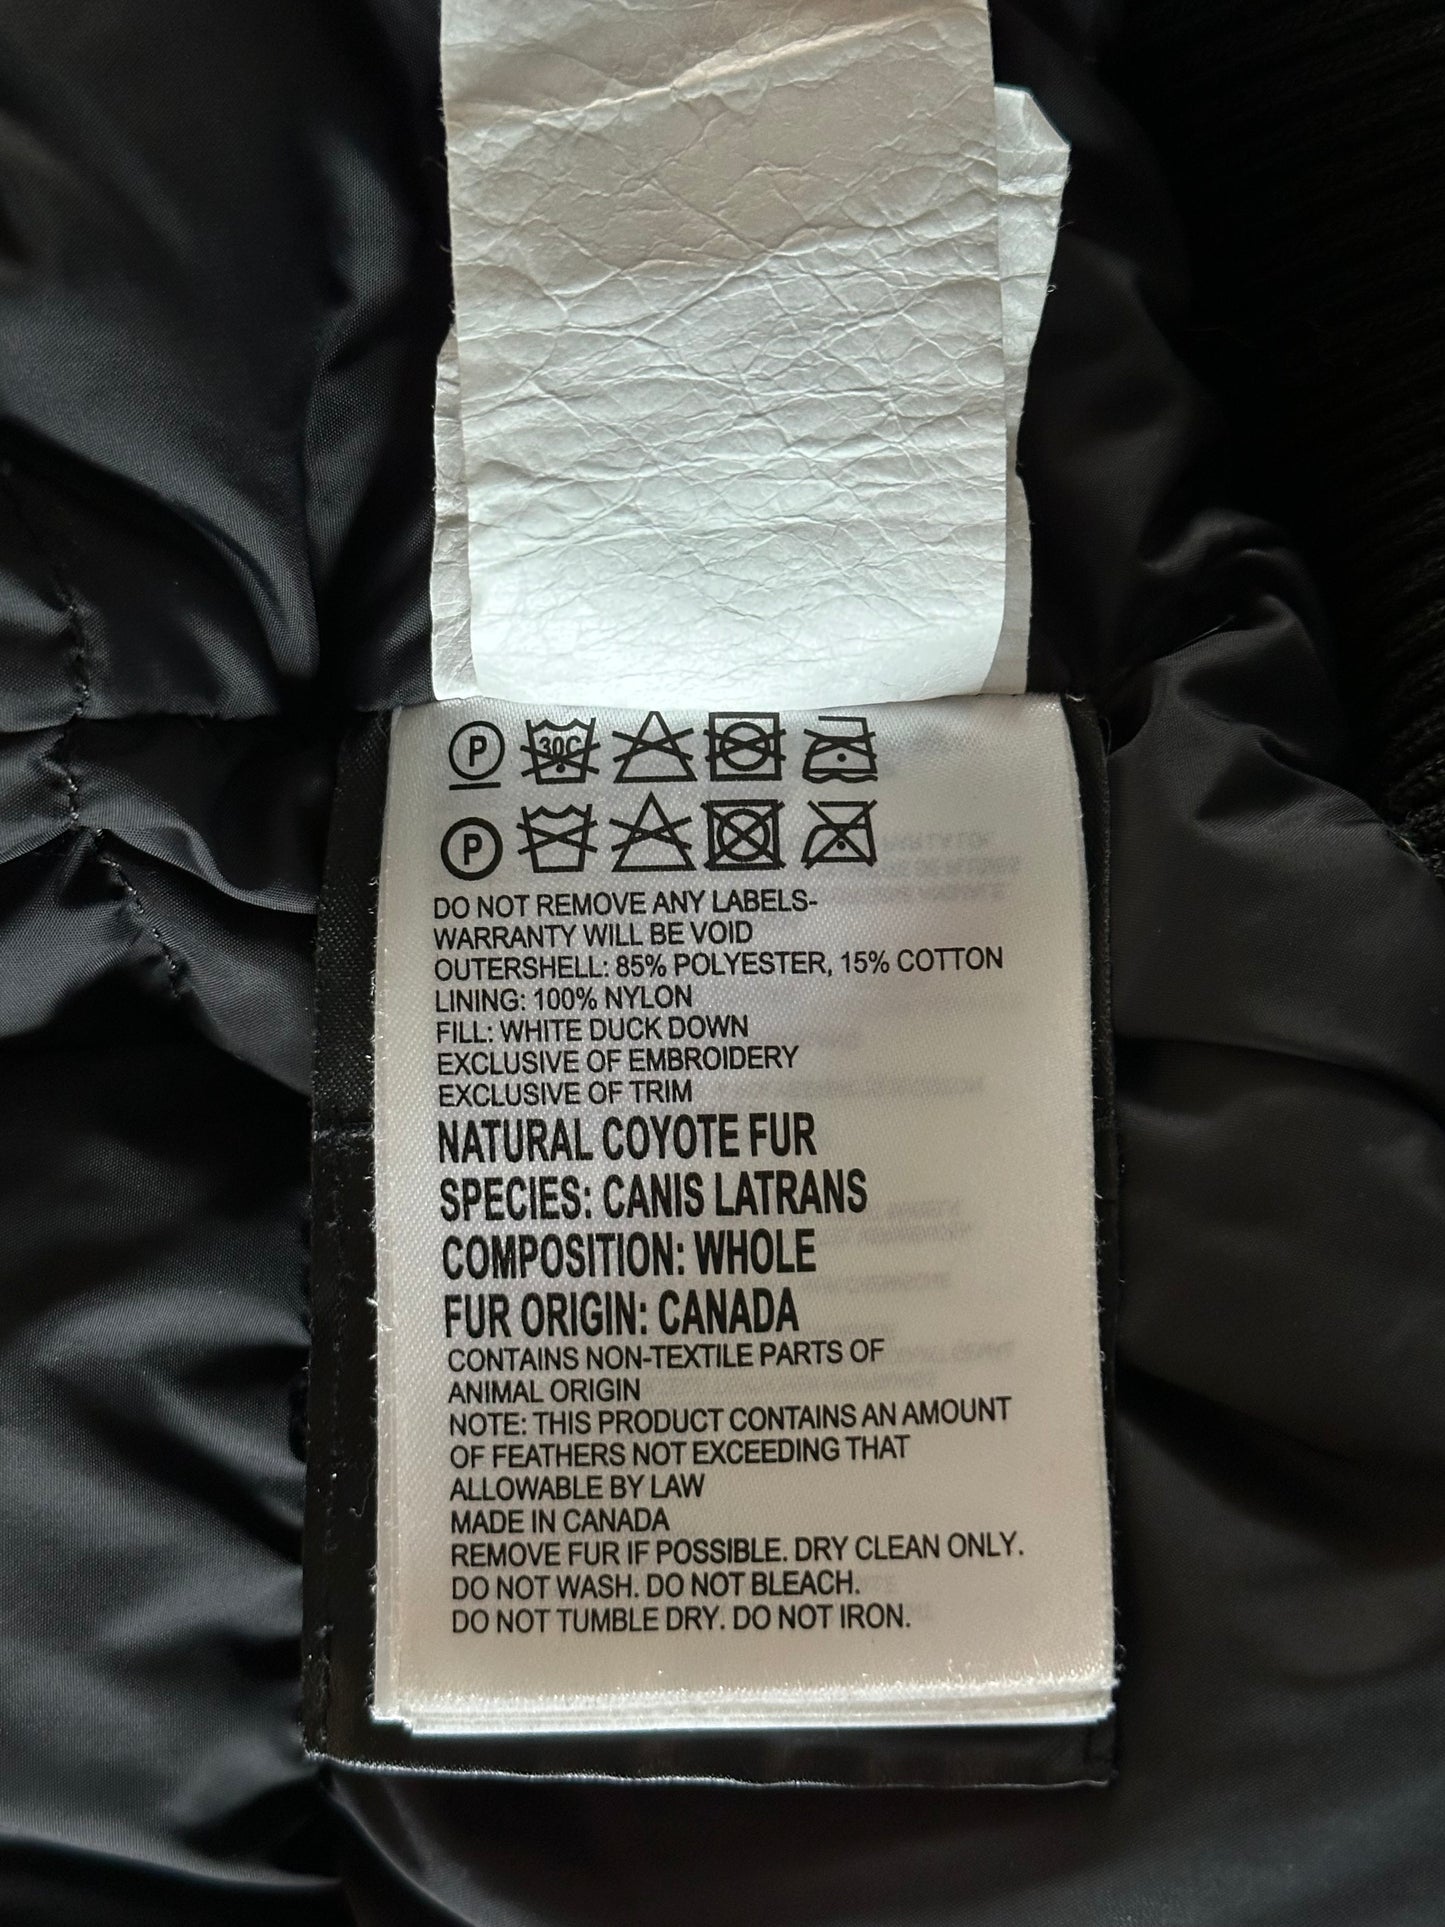 P 30C
P
DO NOT REMOVE ANY LABELS-
WARRANTY WILL BE VOID
OUTERSHELL: 85% POLYESTER, 15% COTTON
LINING: 100% NYLON
FILL: WHITE DUCK DOWN
EXCLUSIVE OF EMBROIDERY
EXCLUSIVE OF TRIM
NATURAL COYOTE FUR
SPECIES: CANIS LATRANS
COMPOSITION: WHOLE
FUR ORIGIN: CANADA
CONTAINS NON-TEXTILE PARTS OF
ANIMAL ORIGIN
NOTE: THIS PRODUCT CONTAINS AN AMOUNT
OF FEATHERS NOT EXCEEDING THAT
ALLOWABLE BY LAW
MADE IN CANADA
REMOVE FUR IF POSSIBLE. DRY CLEAN ONLY.
DO NOT WASH. DO NOT BLEACH.
DO NOT TUMBLE DRY. DO NOT IRON.